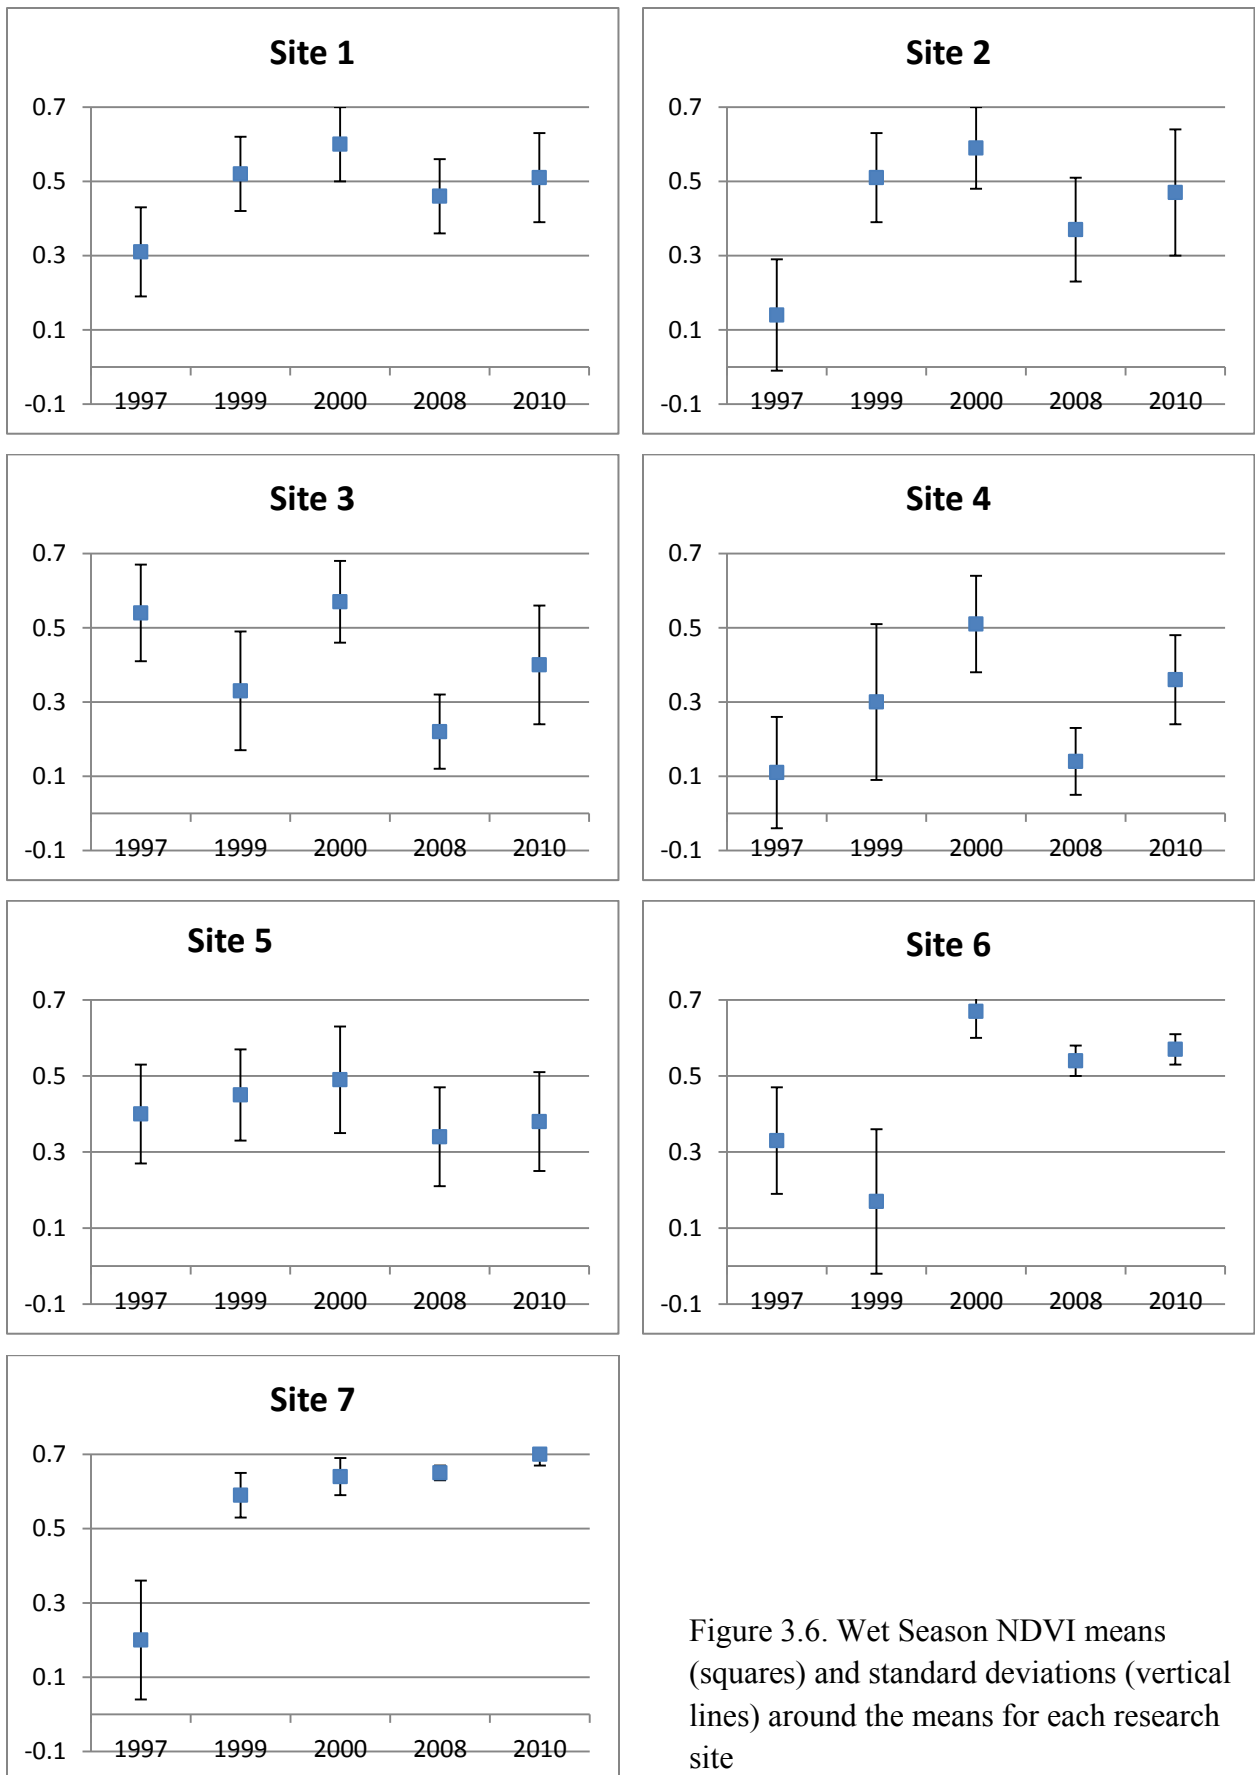 Site 1
0.7
0.5
0.3
0.1
-0.1
1997 1999 2000 2008 2010
Site 2
0.7
0.5
0.3
0.1
-0.1
1997 1999 2000 2008 2010
Site 3
0.7
0.5
0.3
0.1
-0.1
1997 1999 2000 2008 2010
Site 4
0.7
0.5
0.3
0.1
-0.1
1997 1999 2000 2008 2010
Site 5
0.7
0.5
0.3
0.1
-0.1
1997 1999 2000 2008 2010
Site 6
0.7
0.5
0.3
0.1
-0.1
1997 1999 2000 2008 2010
Site 7
0.7
0.5
0.3
0.1
-0.1
1997 1999 2000 2008 2010
Figure 3.6. Wet Season NDVI means
(squares) and standard deviations (vertical
lines) around the means for each research
site